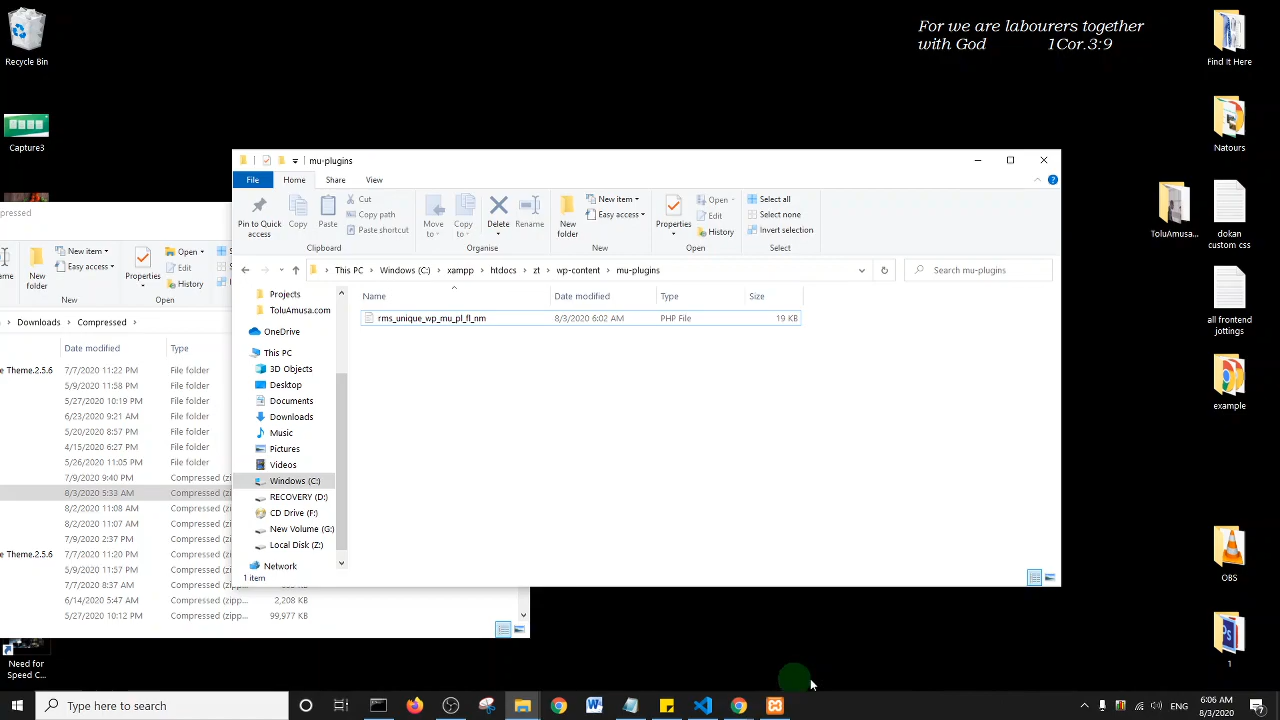 For we are labourers together
with God 1Cor.3:9
Recycle Bin
Capture3
Find It Here
Natours
ToluAmusa...
dokan
custom css
all frontend
jottings
example
OBS
1
Need for
Speed C...
pressed
New item
Easy access
New
folder
New
Properties
Open
Edit
History
Open
Downloads
Compressed
Date modified
Type
e Theme.2.5.6
7/7/2020 11:22 PM File folder
5/9/2020 11:58 PM File folder
5/27/2020 10:19 PM File folder
6/23/2020 9:21 AM File folder
5/20/2020 8:57 PM File folder
4/15/2020 6:27 PM File folder
5/26/2020 11:05 PM File folder
7/9/2020 9:40 PM Compressed (zi
8/3/2020 5:33 AM Compressed (zi
8/2/2020 11:08 AM Compressed (zi
8/2/2020 11:07 AM Compressed (zi
7/9/2020 2:37 PM Compressed (zi
e Theme.2.5.6 7/7/2020 11:20 PM Compressed (zi
5/9/2020 11:57 PM Compressed (zi
7/7/2020 8:37 AM Compressed (zipp...
6/14/2020 5:47 AM Compressed (zipp... 2,208 KB
5/27/2020 10:12 PM Compressed (zipp... 99,977 KB
mu-plugins
File Home Share View
Pin to Quick
access
Copy
Paste
Cut
Copy path
Paste shortcut
Clipboard
Move
to
Copy
to
Delete
Rename
Organise
New
folder
New item
Easy access
New
Properties
Open
Edit
History
Open
Select all
Select none
Invert selection
Select
This PC Windows (C:) xampp htdocs zt wp-content mu-plugins
Search mu-plugins
Name Date modified Type Size
rms_unique_wp_mu_pl_fl_nm 8/3/2020 6:02 AM PHP File 19 KB
Projects
ToluAmusa.com
OneDrive
This PC
3D Objects
Desktop
Documents
Downloads
Music
Pictures
Videos
Windows (C:)
RECOVERY (D:)
CD Drive (F:)
New Volume (G:)
Local Disk (Z:)
Network
1 item
Type here to search
ENG
6:06 AM
8/3/2020